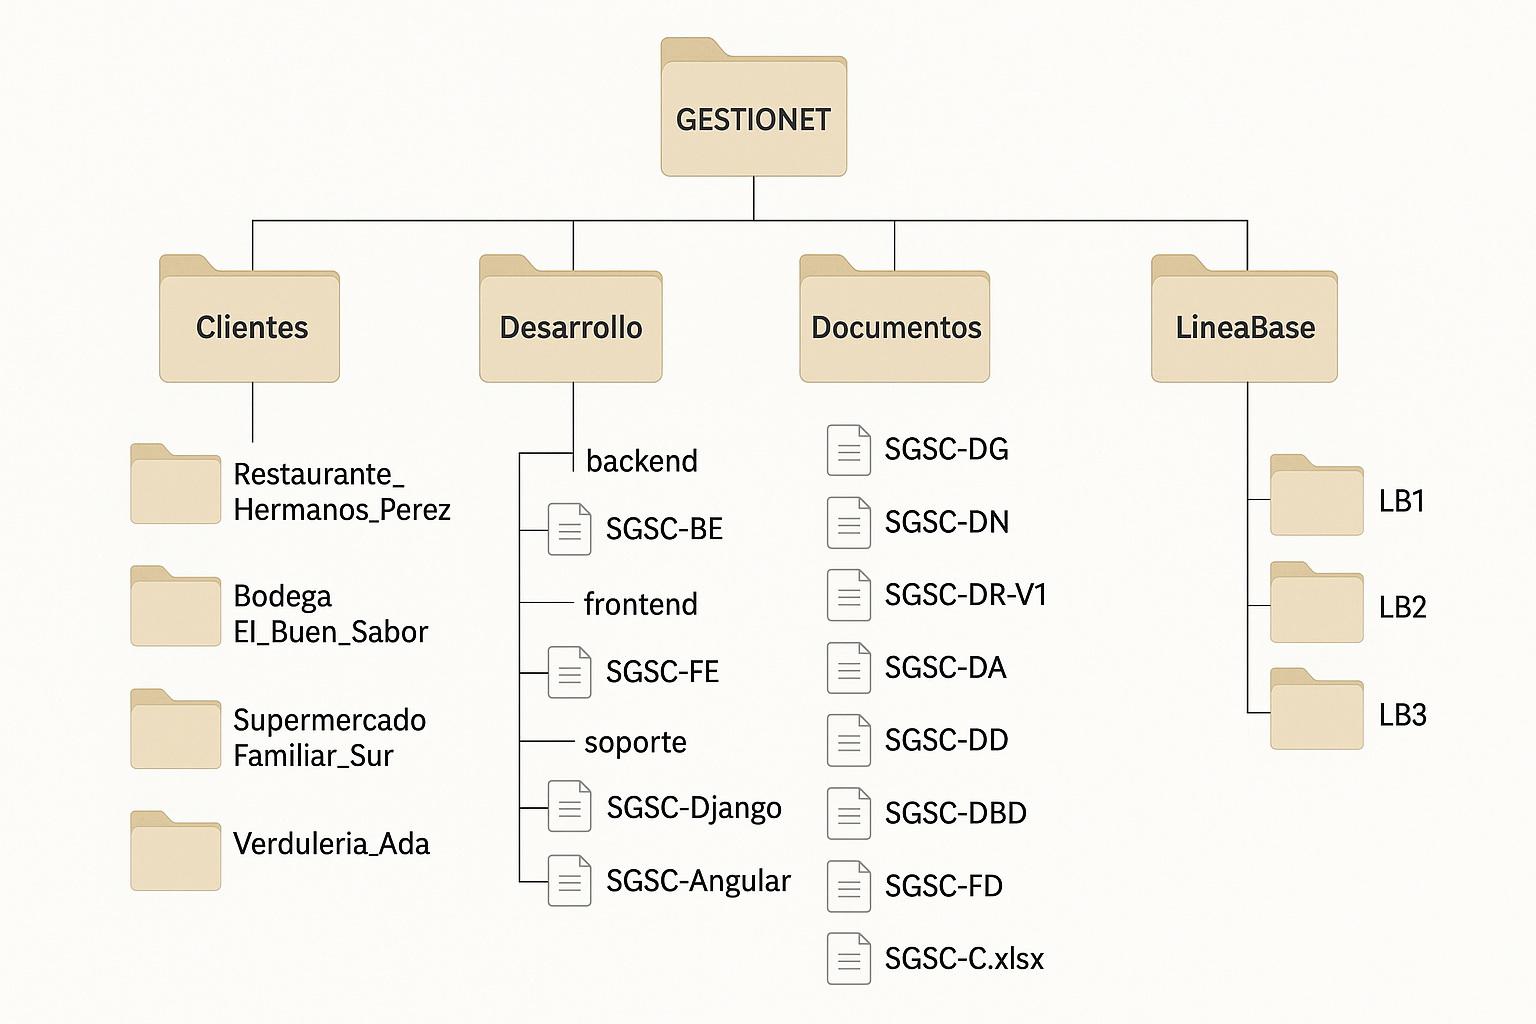 GESTIONET
Clientes
Desarrollo
Documentos
LineaBase
Restaurante_
Hermanos_Perez
Bodega
El_Buen_Sabor
Supermercado
Familiar_Sur
Verduleria_Ada
backend
SGSC-BE
frontend
SGSC-FE
soporte
SGSC-Django
SGSC-Angular
SGSC-DG
SGSC-DN
SGSC-DR-V1
SGSC-DA
SGSC-DD
SGSC-DBD
SGSC-FD
SGSC-C.xlsx
LB1
LB2
LB3